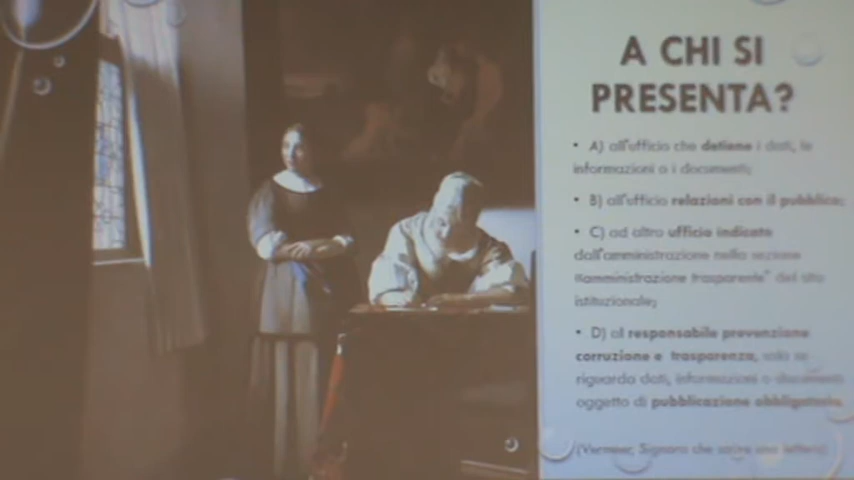 A CHI SI
PRESENTA?
• A) all'ufficio che detiene i dati, le
informazioni o i documenti;
• B) all'ufficio relazioni con il pubblico;
• C) ad altro ufficio indicato
dall'amministrazione nella sezione
"amministrazione trasparente" del sito
istituzionale;
• D) al responsabile prevenzione
corruzione e trasparenza, solo se
riguarda dati, informazioni o documenti
oggetto di pubblicazione obbligatoria.
(Vermeer, Signora che scrive una lettera)